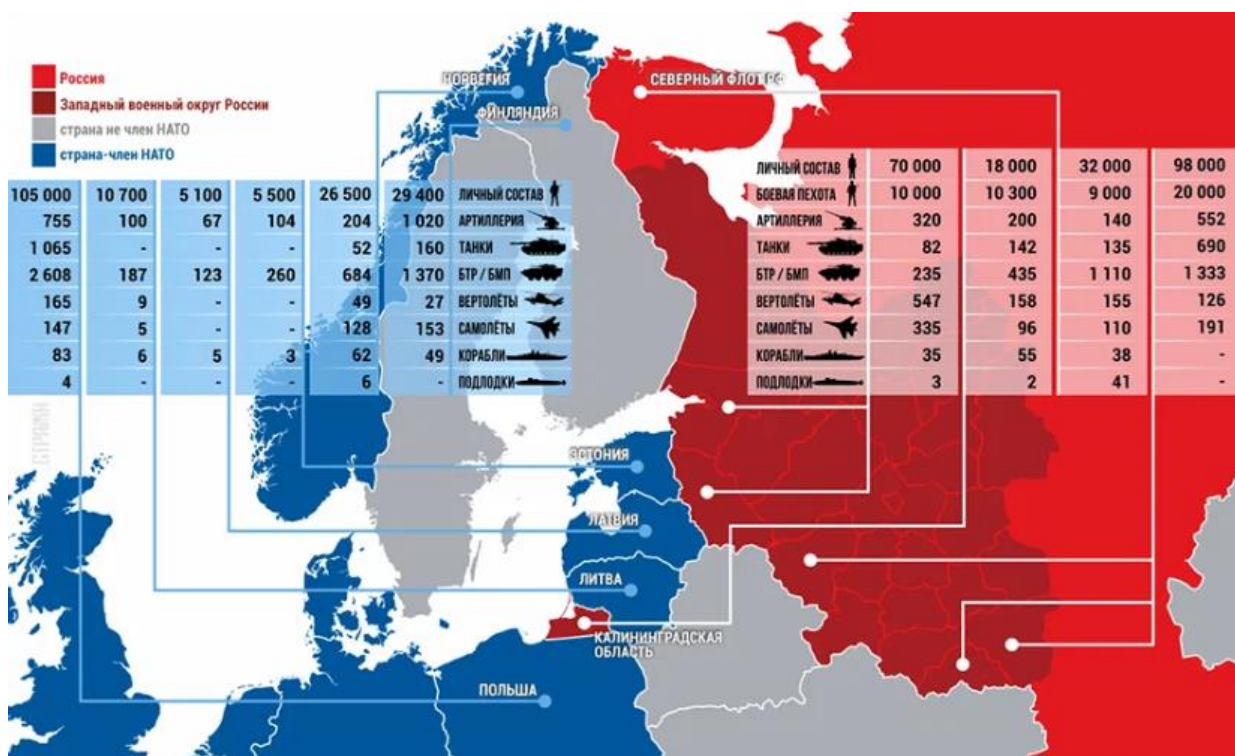 НОРВЕГИЯ
СЕВЕРНЫЙ ФЛОТ РФ
Россия
Западный военный округ России
ФИНЛЯНДИЯ
страна не член НАТО
страна-член НАТО
105 000 10 700 5 100 5 500 26 500 29 400 ЛИЧНЫЙ СОСТАВ
755 100 67 104 204 1 020 АРТИЛЛЕРИЯ
1 065 - - - 52 160 ТАНКИ
2 608 187 123 260 684 1 370 БТР / БМП
165 9 - - 49 27 ВЕРТОЛЁТЫ
147 5 - - 128 153 САМОЛЁТЫ
83 6 5 3 62 49 КОРАБЛИ
4 - - - 6 - ПОДЛОДКИ
ЛИЧНЫЙ СОСТАВ 70 000 18 000 32 000 98 000
БОЕВАЯ ПЕХОТА 10 000 10 300 9 000 20 000
АРТИЛЛЕРИЯ 320 200 140 552
ТАНКИ 82 142 135 690
БТР / БМП 235 435 1 110 1 333
ВЕРТОЛЁТЫ 547 158 155 126
САМОЛЁТЫ 335 96 110 191
КОРАБЛИ 35 55 38 -
ПОДЛОДКИ 3 2 41 -
ЭСТОНИЯ
ЛАТВИЯ
ЛИТВА
КАЛИНИНГРАДСКАЯ
ОБЛАСТЬ
ПОЛЬША